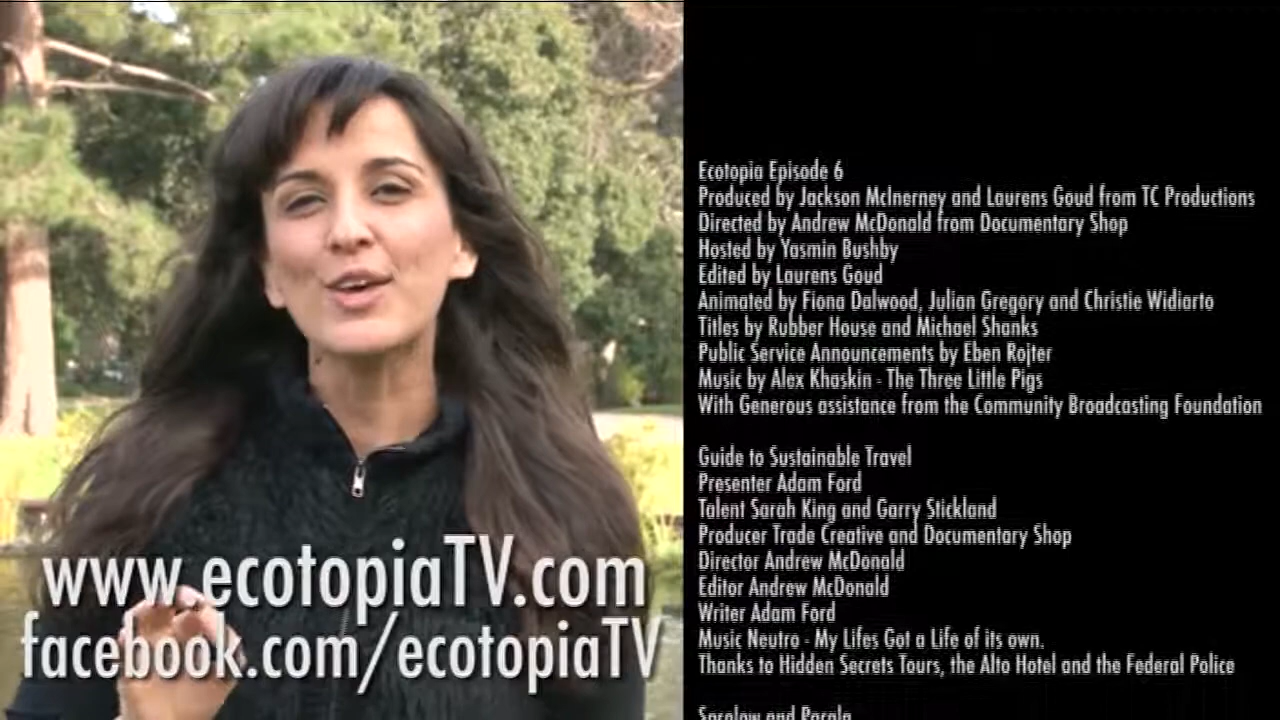 www.ecotopiaTV.com
facebook.com/ecotopiaTV
Ecotopia Episode 6
Produced by Jackson McInerney and Laurens Goud from TC Productions
Directed by Andrew McDonald from Documentary Shop
Hosted by Yasmin Bushby
Edited by Laurens Goud
Animated by Fiona Dalwood, Julian Gregory and Christie Widiarto
Titles by Rubber House and Michael Shanks
Public Service Announcements by Eben Rojter
Music by Alex Khaskin - The Three Little Pigs
With Generous assistance from the Community Broadcasting Foundation
Guide to Sustainable Travel
Presenter Adam Ford
Talent Sarah King and Garry Stickland
Producer Trade Creative and Documentary Shop
Director Andrew McDonald
Editor Andrew McDonald
Writer Adam Ford
Music Neutro - My Lifes Got a Life of its own.
Thanks to Hidden Secrets Tours, the Alto Hotel and the Federal Police